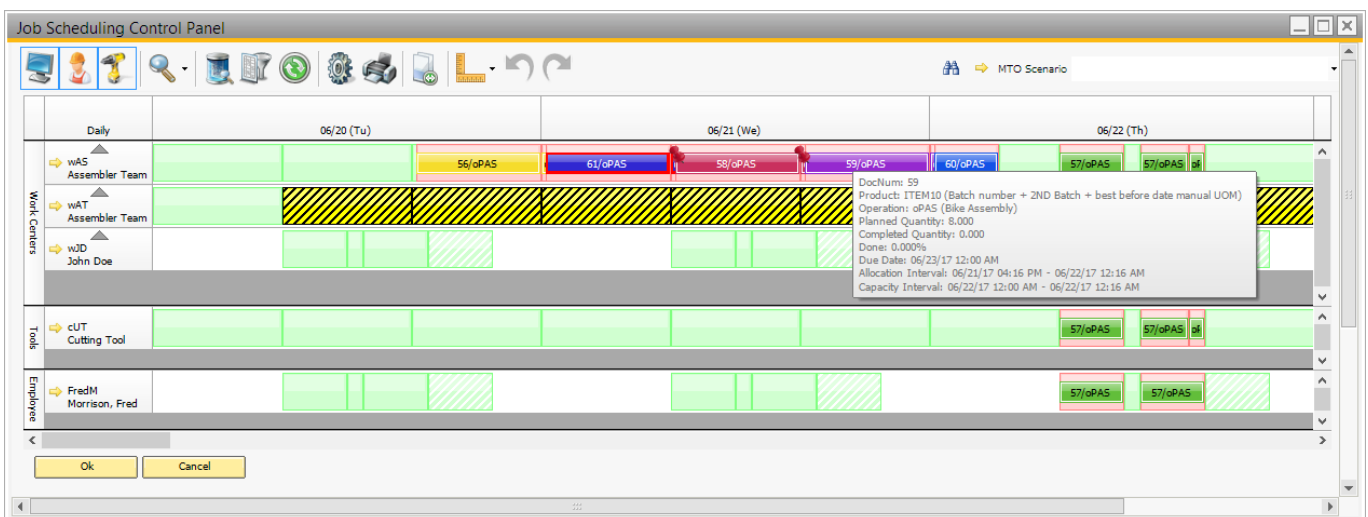 Job Scheduling Control Panel
MTO Scenario
Daily
06/20 (Tu)
06/21 (We)
06/22 (Th)
Work Centers
wAS
Assembler Team
56/oPAS
61/oPAS
58/oPAS
59/oPAS
60/oPAS
57/oPAS
57/oPAS
wAT
Assembler Team
wJD
John Doe
DocNum: 59
Product: ITEM10 (Batch number + 2ND Batch + best before date manual UOM)
Operation: oPAS (Bike Assembly)
Planned Quantity: 8.000
Completed Quantity: 0.000
Done: 0.000%
Due Date: 06/23/17 12:00 AM
Allocation Interval: 06/21/17 04:16 PM - 06/22/17 12:16 AM
Capacity Interval: 06/22/17 12:00 AM - 06/22/17 12:16 AM
Tools
cUT
Cutting Tool
57/oPAS
57/oPAS
Employee
FredM
Morrison, Fred
57/oPAS
57/oPAS
Ok
Cancel